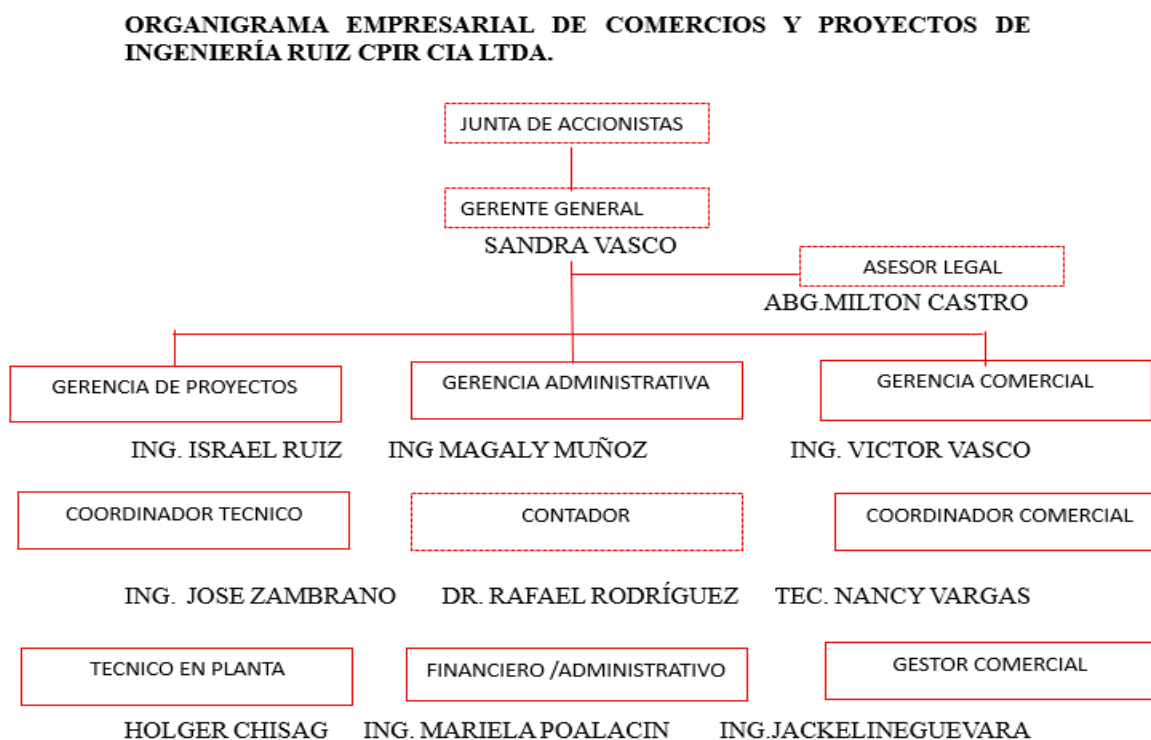 ORGANIGRAMA EMPRESARIAL DE COMERCIOS Y PROYECTOS DE
INGENIERÍA RUIZ CPIR CIA LTDA.
JUNTA DE ACCIONISTAS
GERENTE GENERAL
SANDRA VASCO
ASESOR LEGAL
ABG.MILTON CASTRO
GERENCIA DE PROYECTOS
GERENCIA ADMINISTRATIVA
GERENCIA COMERCIAL
ING. ISRAEL RUIZ
ING MAGALY MUÑOZ
ING. VICTOR VASCO
COORDINADOR TECNICO
CONTADOR
COORDINADOR COMERCIAL
ING. JOSE ZAMBRANO
DR. RAFAEL RODRÍGUEZ
TEC. NANCY VARGAS
TECNICO EN PLANTA
FINANCIERO /ADMINISTRATIVO
GESTOR COMERCIAL
HOLGER CHISAG
ING. MARIELA POALACIN
ING.JACKELINEGUEVARA